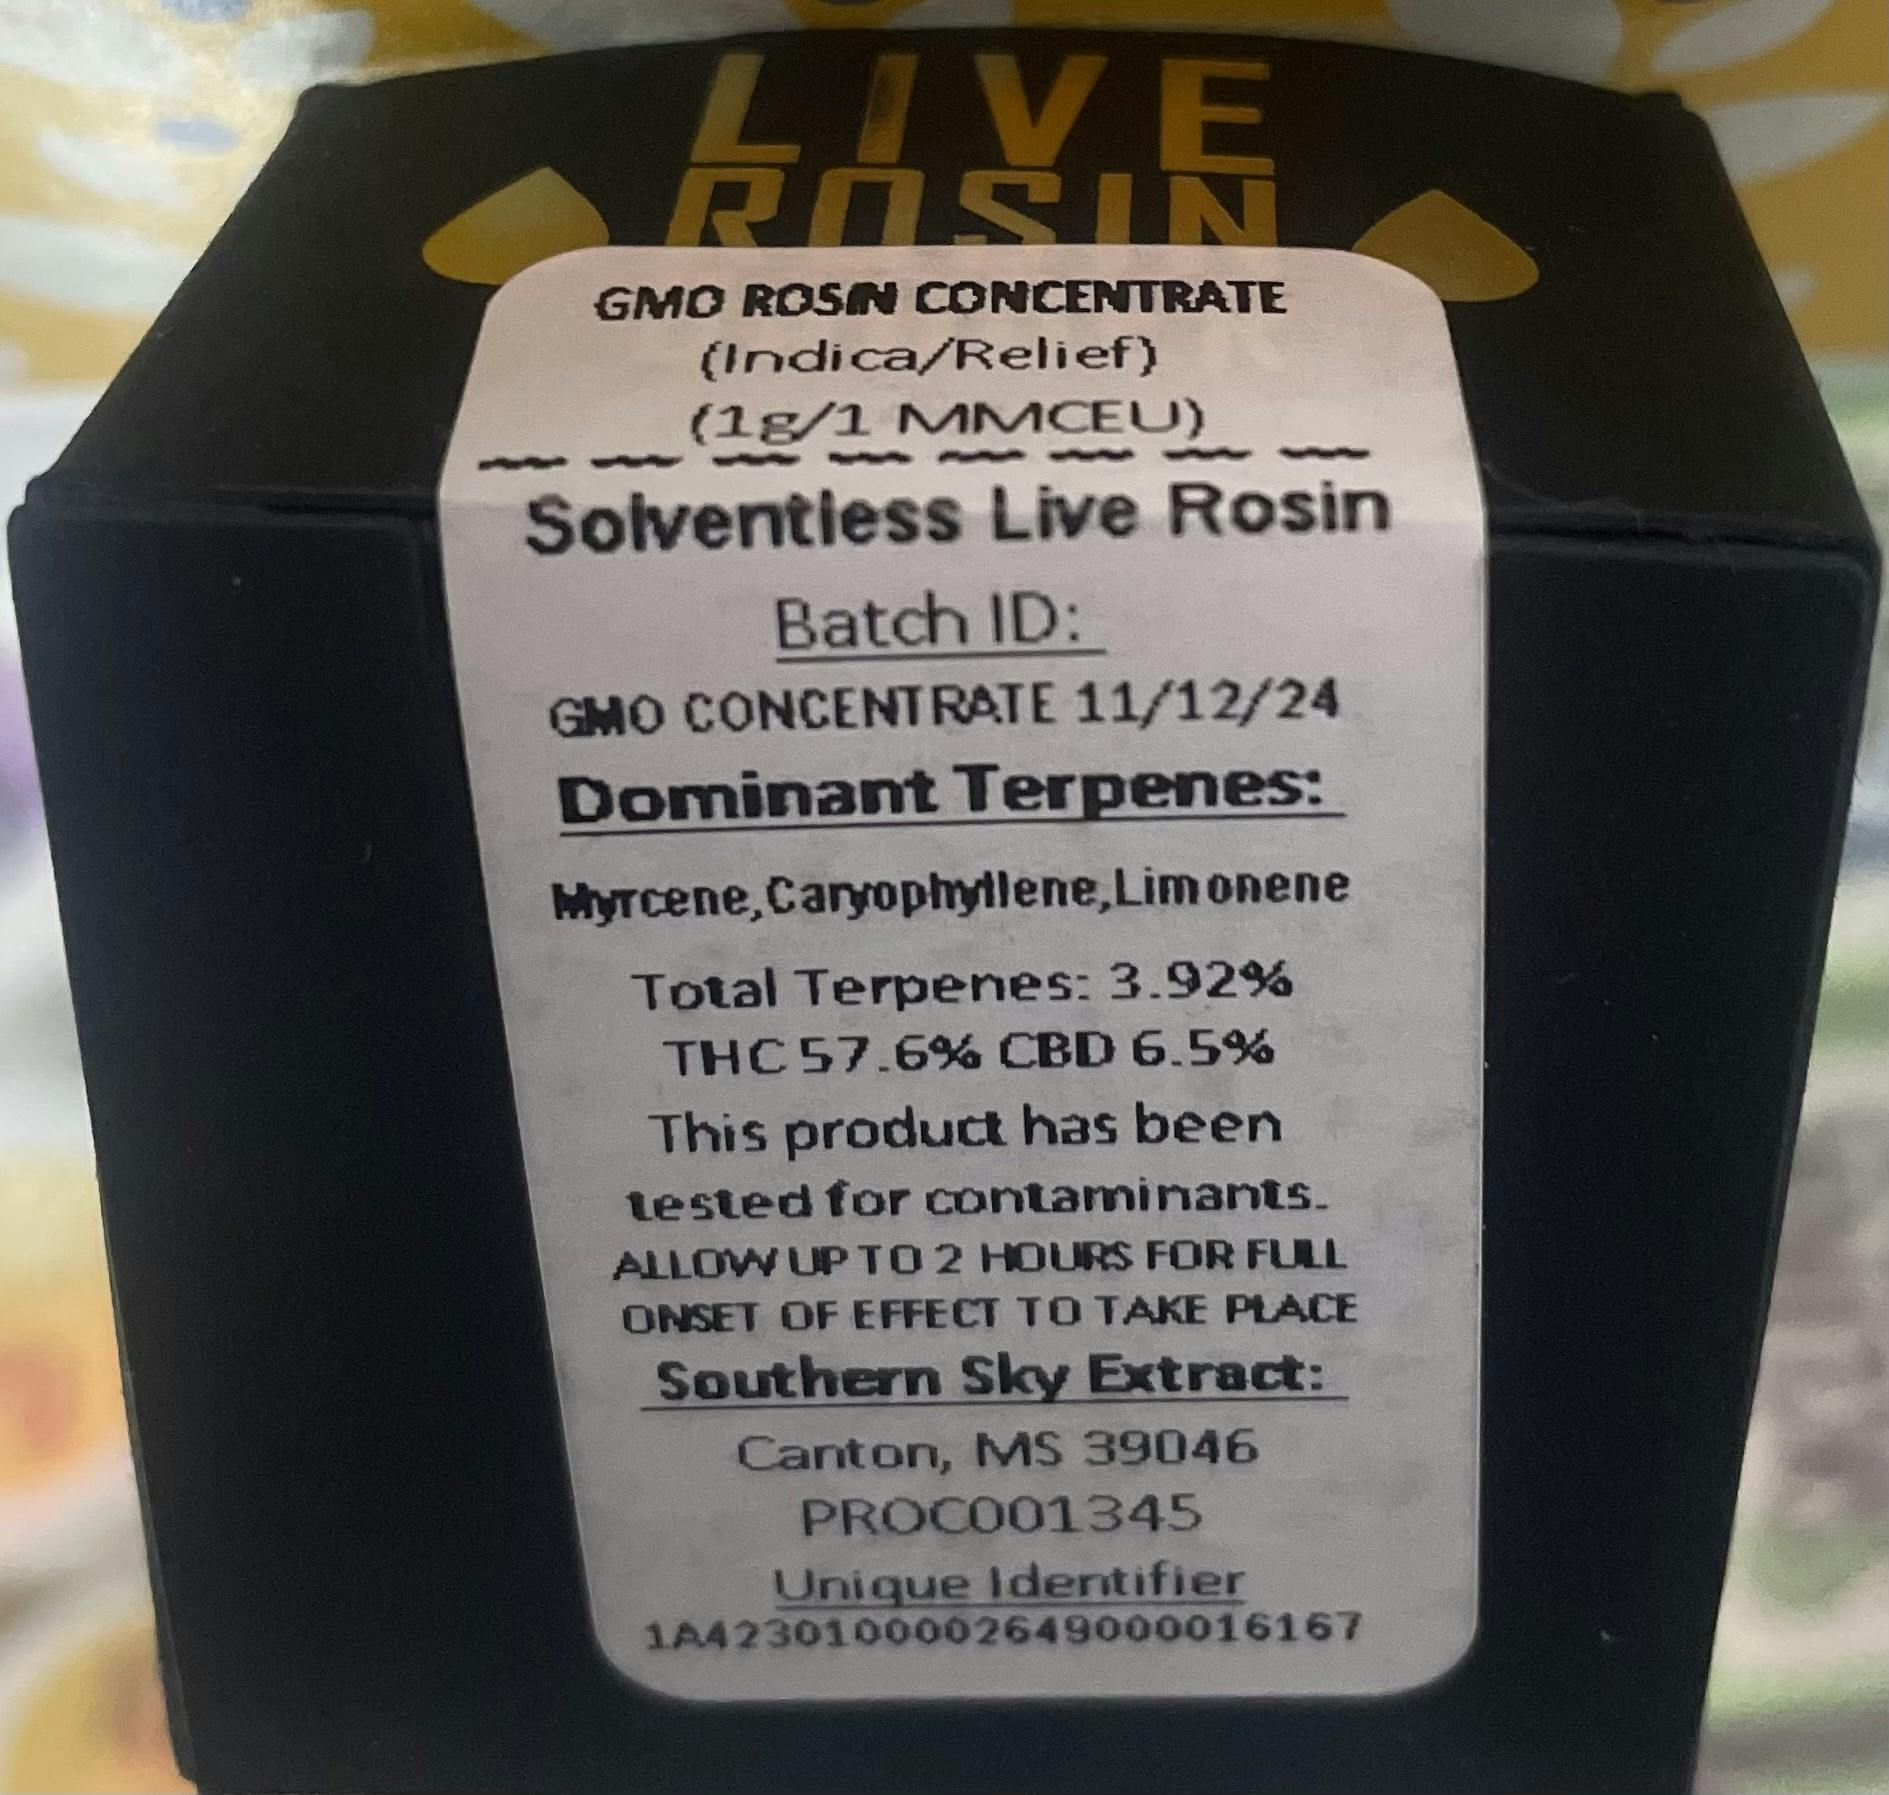 LIVE
ROSIN
GMO ROSIN CONCENTRATE
(Indica/Relief)
(1g/1 MMCEU)
Solventless Live Rosin
Batch ID:
GMO CONCENTRATE 11/12/24
Dominant Terpenes:
Myrcene,Caryophyllene,Limonene
Total Terpenes: 3.92%
THC 57.6% CBD 6.5%
This product has been
tested for contaminants.
ALLOW UP TO 2 HOURS FOR FULL
ONSET OF EFFECT TO TAKE PLACE
Southern Sky Extract:
Canton, MS 39046
PROC001345
Unique Identifier
1A4230100002649000016167